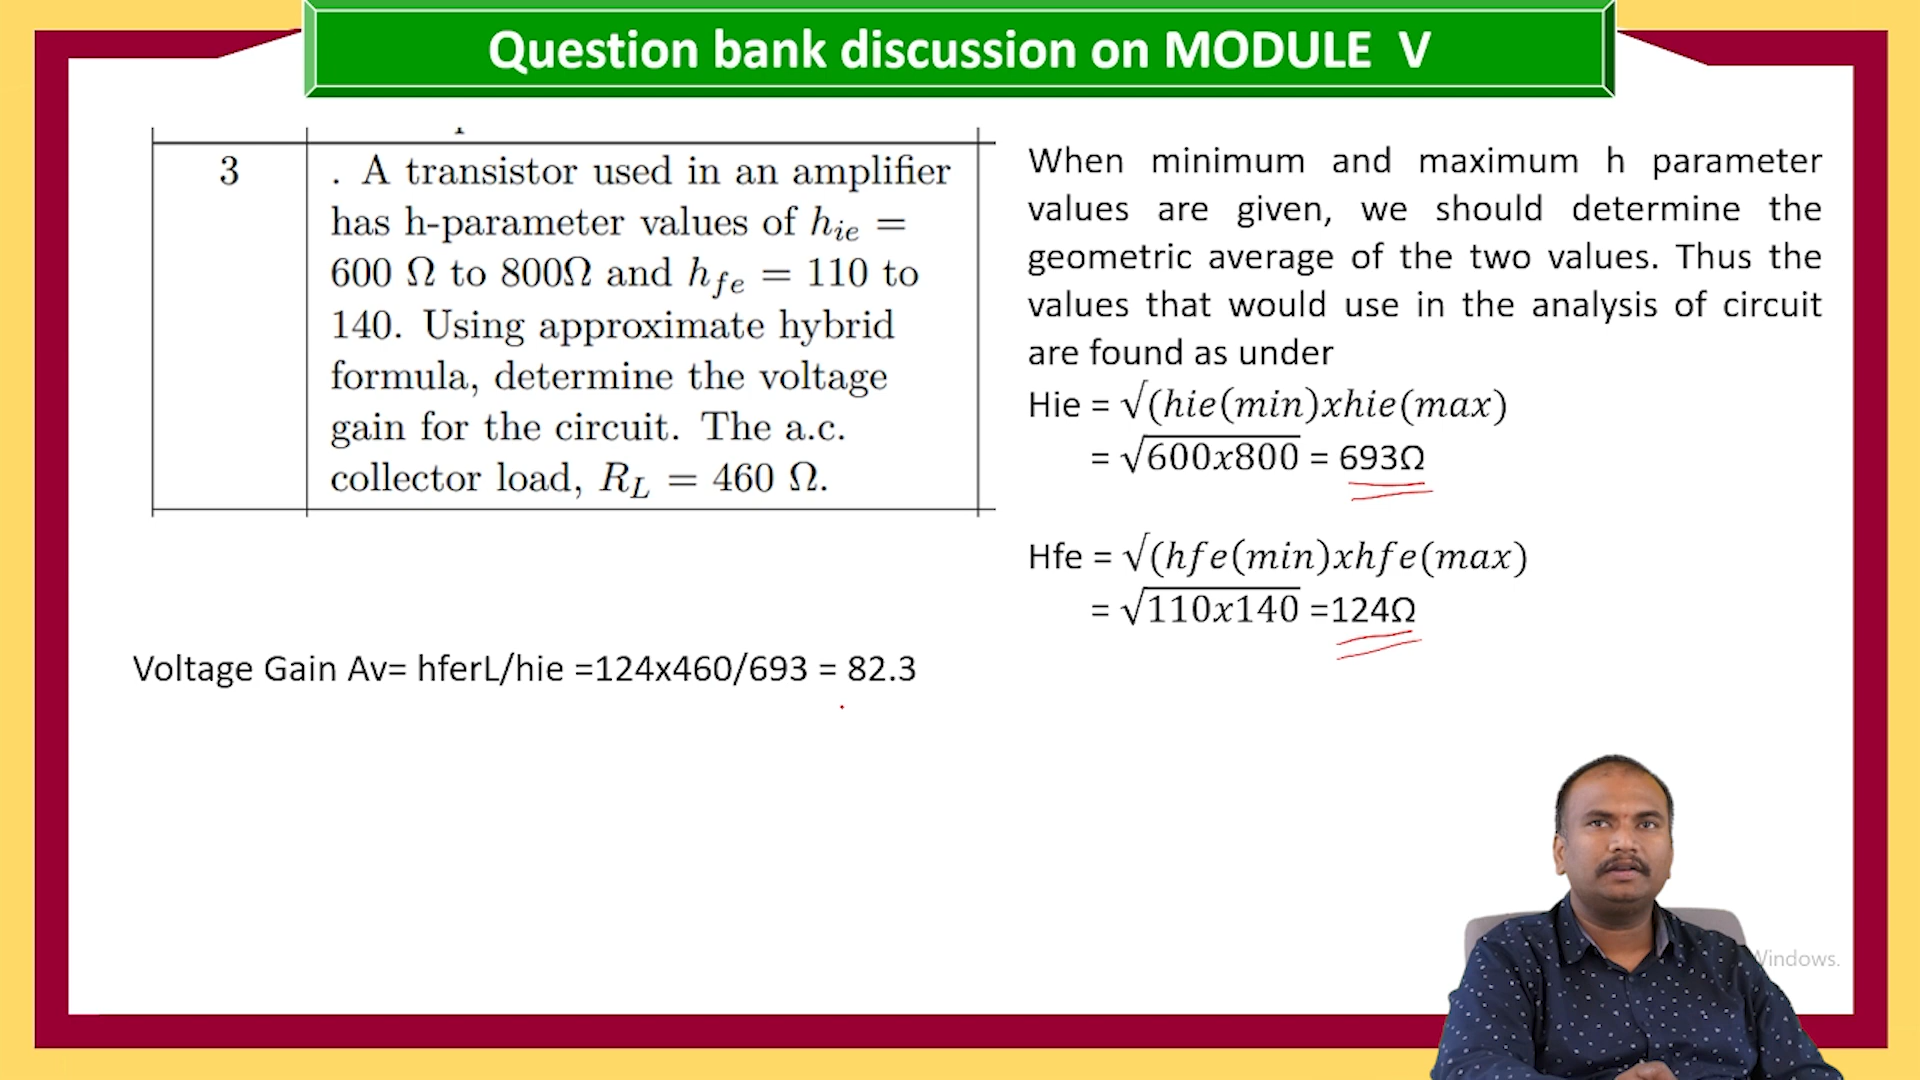 Question bank discussion on MODULE V
3
. A transistor used in an amplifier
has h-parameter values of hie =
600 Ω to 800Ω and hfe = 110 to
140. Using approximate hybrid
formula, determine the voltage
gain for the circuit. The a.c.
collector load, RL = 460 Ω.
When minimum and maximum h parameter
values are given, we should determine the
geometric average of the two values. Thus the
values that would use in the analysis of circuit
are found as under
Hie = √(hie(min)xhie(max)
= √600x800 = 693Ω
Hfe = √(hfe(min)xhfe(max)
= √110x140 =124Ω
Voltage Gain Av= hferL/hie =124x460/693 = 82.3
Windows.